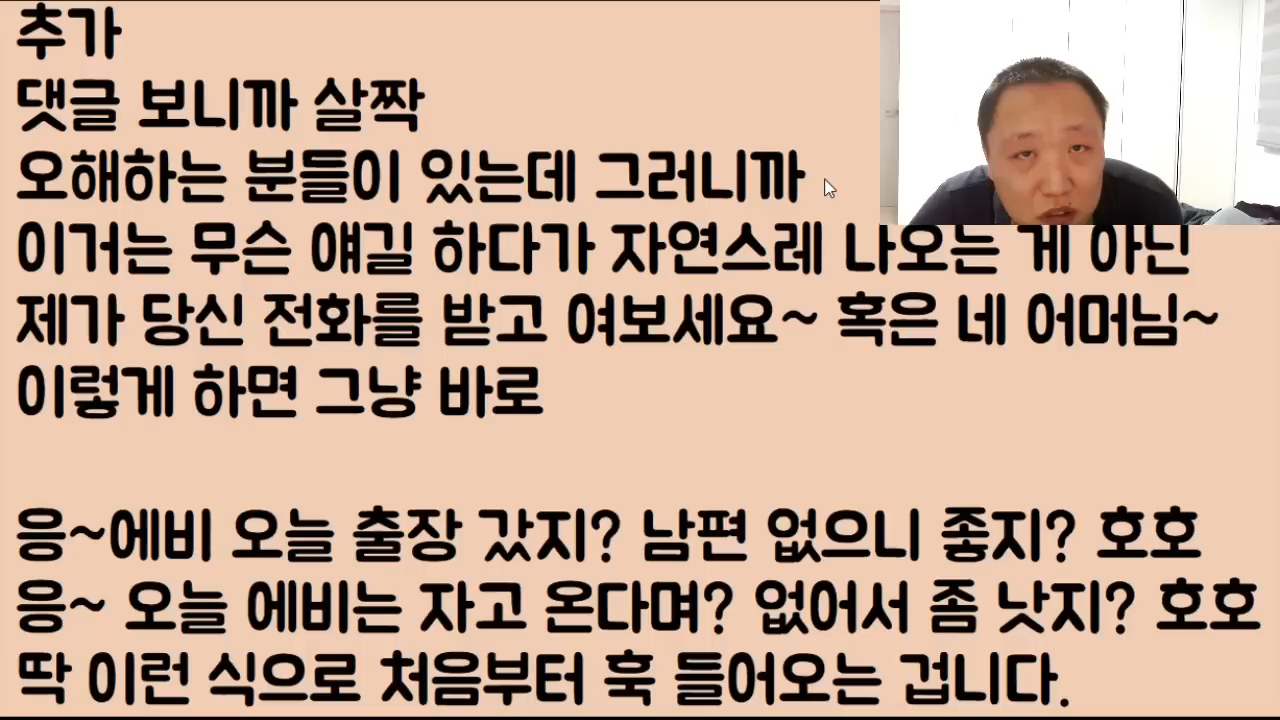 추가
댓글 보니까 살짝
오해하는 분들이 있는데 그러니까
이거는 무슨 얘길 하다가 자연스레 나오는 게 아닌
제가 당신 전화를 받고 여보세요~ 혹은 네 어머님~
이렇게 하면 그냥 바로
응~에비 오늘 출장 갔지? 남편 없으니 좋지? 호호
응~ 오늘 에비는 자고 온다며? 없어서 좀 낫지? 호호
딱 이런 식으로 처음부터 훅 들어오는 겁니다.